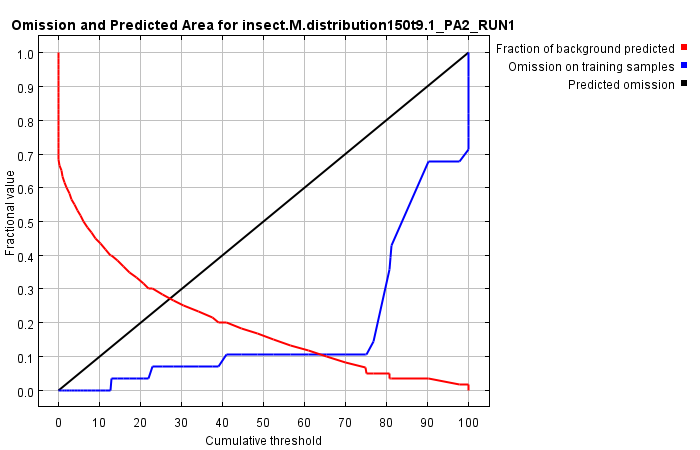 Omission and Predicted Area for insect.M.distribution150t9.1_PA2_RUN1
Fraction of background predicted
Omission on training samples
Predicted omission
1.0
0.9
0.8
0.7
0.6
0.5
0.4
0.3
0.2
0.1
0.0
Fractional value
0 10 20 30 40 50 60 70 80 90 100
Cumulative threshold